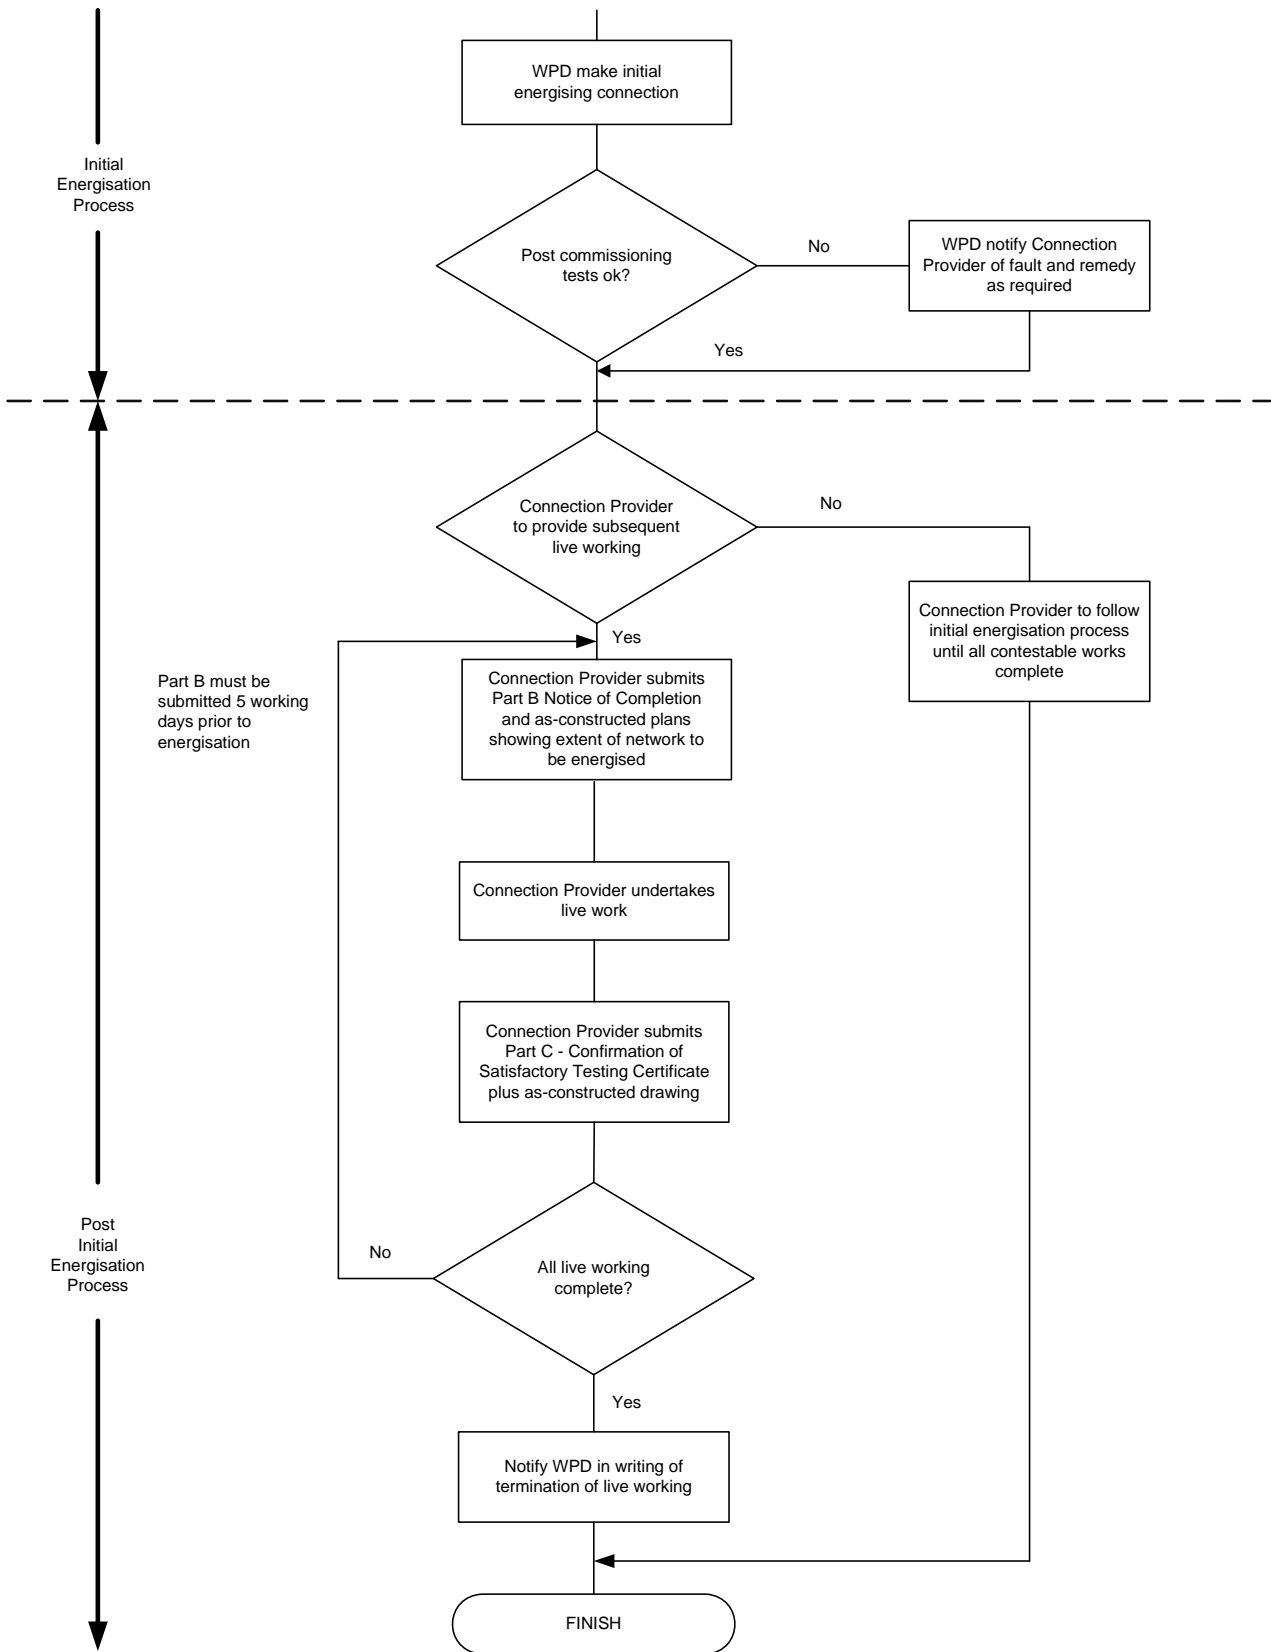 WPD make initial
energising connection
Initial
Energisation
Process
Post commissioning
tests ok?
No
WPD notify Connection
Provider of fault and remedy
as required
Yes
Connection Provider
to provide subsequent
live working
No
Connection Provider to follow
initial energisation process
until all contestable works
complete
Yes
Part B must be
submitted 5 working
days prior to
energisation
Connection Provider submits
Part B Notice of Completion
and as-constructed plans
showing extent of network to
be energised
Connection Provider undertakes
live work
Connection Provider submits
Part C - Confirmation of
Satisfactory Testing Certificate
plus as-constructed drawing
Post
Initial
Energisation
Process
No
All live working
complete?
Yes
Notify WPD in writing of
termination of live working
FINISH